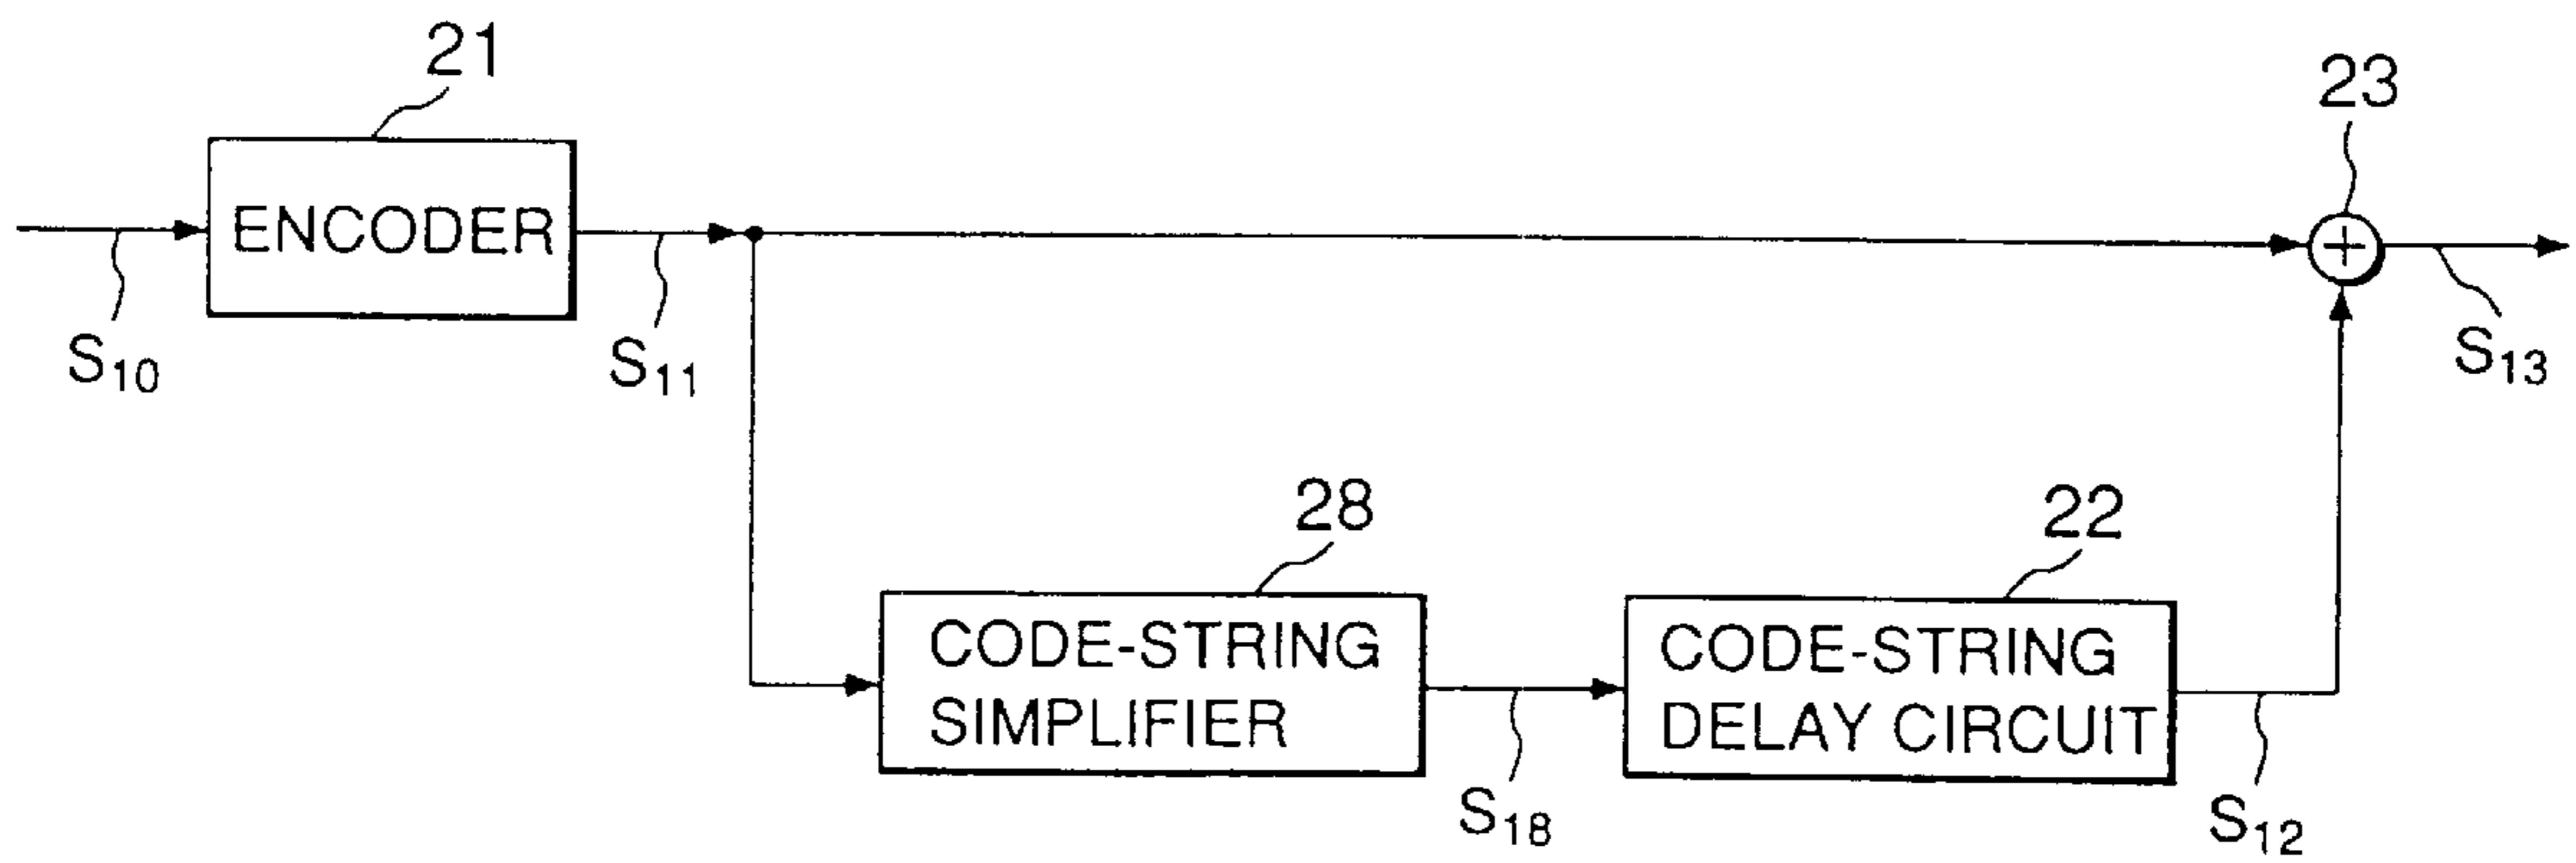 21
23
ENCODER
S10
S11
S13
28
22
CODE-STRING
SIMPLIFIER
CODE-STRING
DELAY CIRCUIT
S18
S12